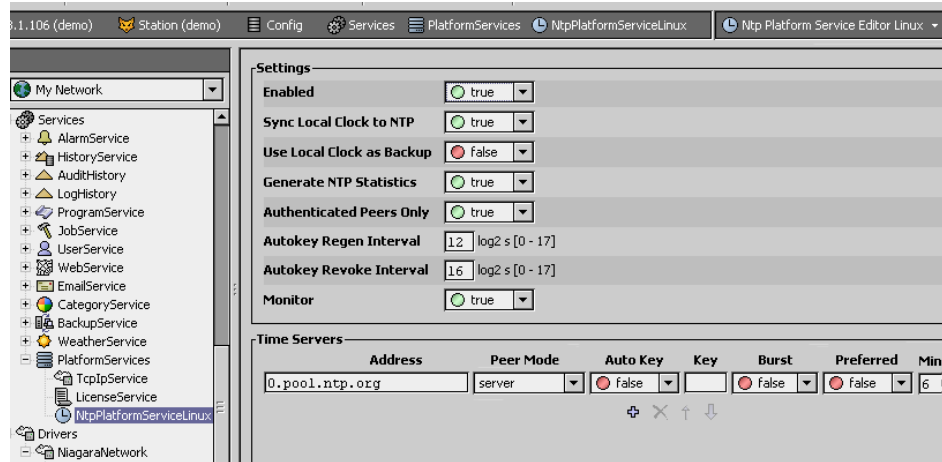 3.1.106 (demo) Station (demo) Config Services PlatformServices NtpPlatformServiceLinux Ntp Platform Service Editor Linux
My Network
Services
AlarmService
HistoryService
AuditHistory
LogHistory
ProgramService
JobService
UserService
WebService
EmailService
CategoryService
BackupService
WeatherService
PlatformServices
TcpIpService
LicenseService
NtpPlatformServiceLinux
Drivers
NiagaraNetwork
Settings
Enabled true
Sync Local Clock to NTP true
Use Local Clock as Backup false
Generate NTP Statistics true
Authenticated Peers Only true
Autokey Regen Interval 12 log2 s [0 - 17]
Autokey Revoke Interval 16 log2 s [0 - 17]
Monitor true
Time Servers
Address Peer Mode Auto Key Key Burst Preferred Min
0.pool.ntp.org server false false false 6